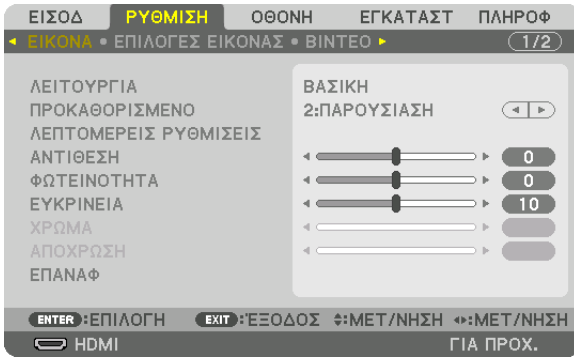 ΕΙΣΟΔ ΡΥΘΜΙΣΗ ΟΘΟΝΗ ΕΓΚΑΤΑΣΤ ΠΛΗΡΟΦ
ΕΙΚΟΝΑ • ΕΠΙΛΟΓΕΣ ΕΙΚΟΝΑΣ • ΒΙΝΤΕΟ 1/2
ΛΕΙΤΟΥΡΓΙΑ ΒΑΣΙΚΗ
ΠΡΟΚΑΘΟΡΙΣΜΕΝΟ 2:ΠΑΡΟΥΣΙΑΣΗ
ΛΕΠΤΟΜΕΡΕΙΣ ΡΥΘΜΙΣΕΙΣ
ΑΝΤΙΘΕΣΗ 0
ΦΩΤΕΙΝΟΤΗΤΑ 0
ΕΥΚΡΙΝΕΙΑ 10
ΧΡΩΜΑ
ΑΠΟΧΡΩΣΗ
ΕΠΑΝΑΦ
ENTER:ΕΠΙΛΟΓΗ EXIT:ΈΞΟΔΟΣ :ΜΕΤ/ΝΗΣΗ :ΜΕΤ/ΝΗΣΗ
HDMI ΓΙΑ ΠΡΟΧ.